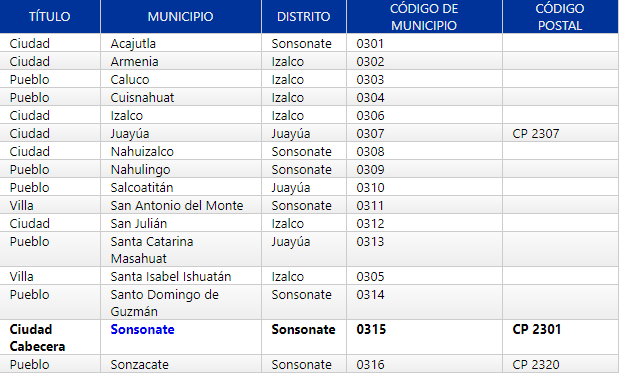 TÍTULO MUNICIPIO DISTRITO CÓDIGO DE MUNICIPIO CÓDIGO POSTAL
Ciudad Acajutla Sonsonate 0301
Ciudad Armenia Izalco 0302
Pueblo Caluco Izalco 0303
Pueblo Cuisnahuat Izalco 0304
Ciudad Izalco Izalco 0306
Ciudad Juayúa Juayúa 0307 CP 2307
Ciudad Nahuizalco Sonsonate 0308
Pueblo Nahulingo Sonsonate 0309
Pueblo Salcoatitán Juayúa 0310
Villa San Antonio del Monte Sonsonate 0311
Ciudad San Julián Izalco 0312
Pueblo Santa Catarina Masahuat Juayúa 0313
Villa Santa Isabel Ishuatán Izalco 0305
Pueblo Santo Domingo de Guzmán Sonsonate 0314
Ciudad Cabecera Sonsonate Sonsonate 0315 CP 2301
Pueblo Sonzacate Sonsonate 0316 CP 2320